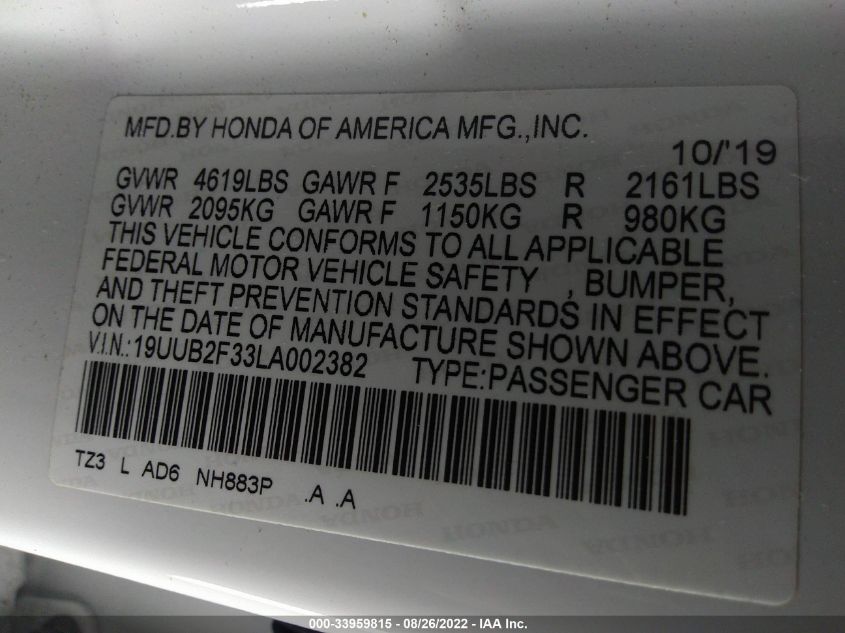 MFD.BY HONDA OF AMERICA MFG.,INC.
10/'19
GVWR 4619LBS GAWR F 2535LBS R 2161LBS
GVWR 2095KG GAWR F 1150KG R 980KG
THIS VEHICLE CONFORMS TO ALL APPLICABLE
FEDERAL MOTOR VEHICLE SAFETY , BUMPER,
AND THEFT PREVENTION STANDARDS IN EFFECT
ON THE DATE OF MANUFACTURE SHOWN ABOVE.
V.I.N.:19UUB2F33LA002382 TYPE:PASSENGER CAR
TZ3 L AD6 NH883P .A .A
HONDA HONDA HONDA
000-33959815 - 08/26/2022 - IAA Inc.